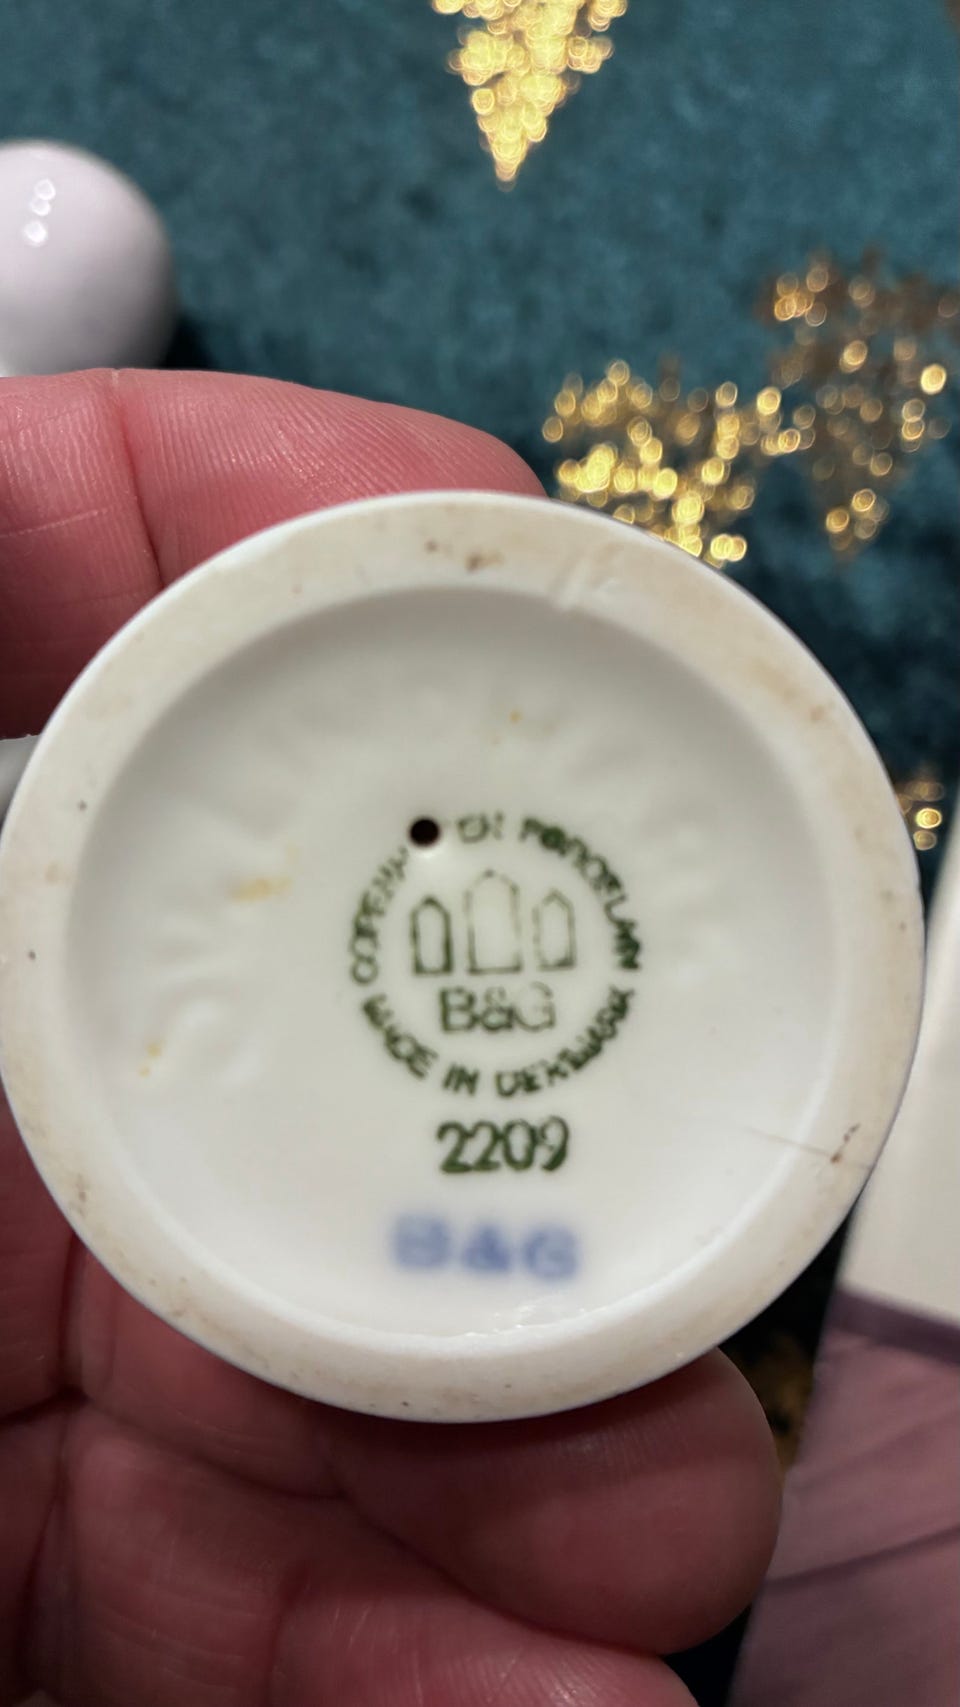 COPENHAGEN PORCELAIN
B&G
MADE IN DENMARK
2209
B&G